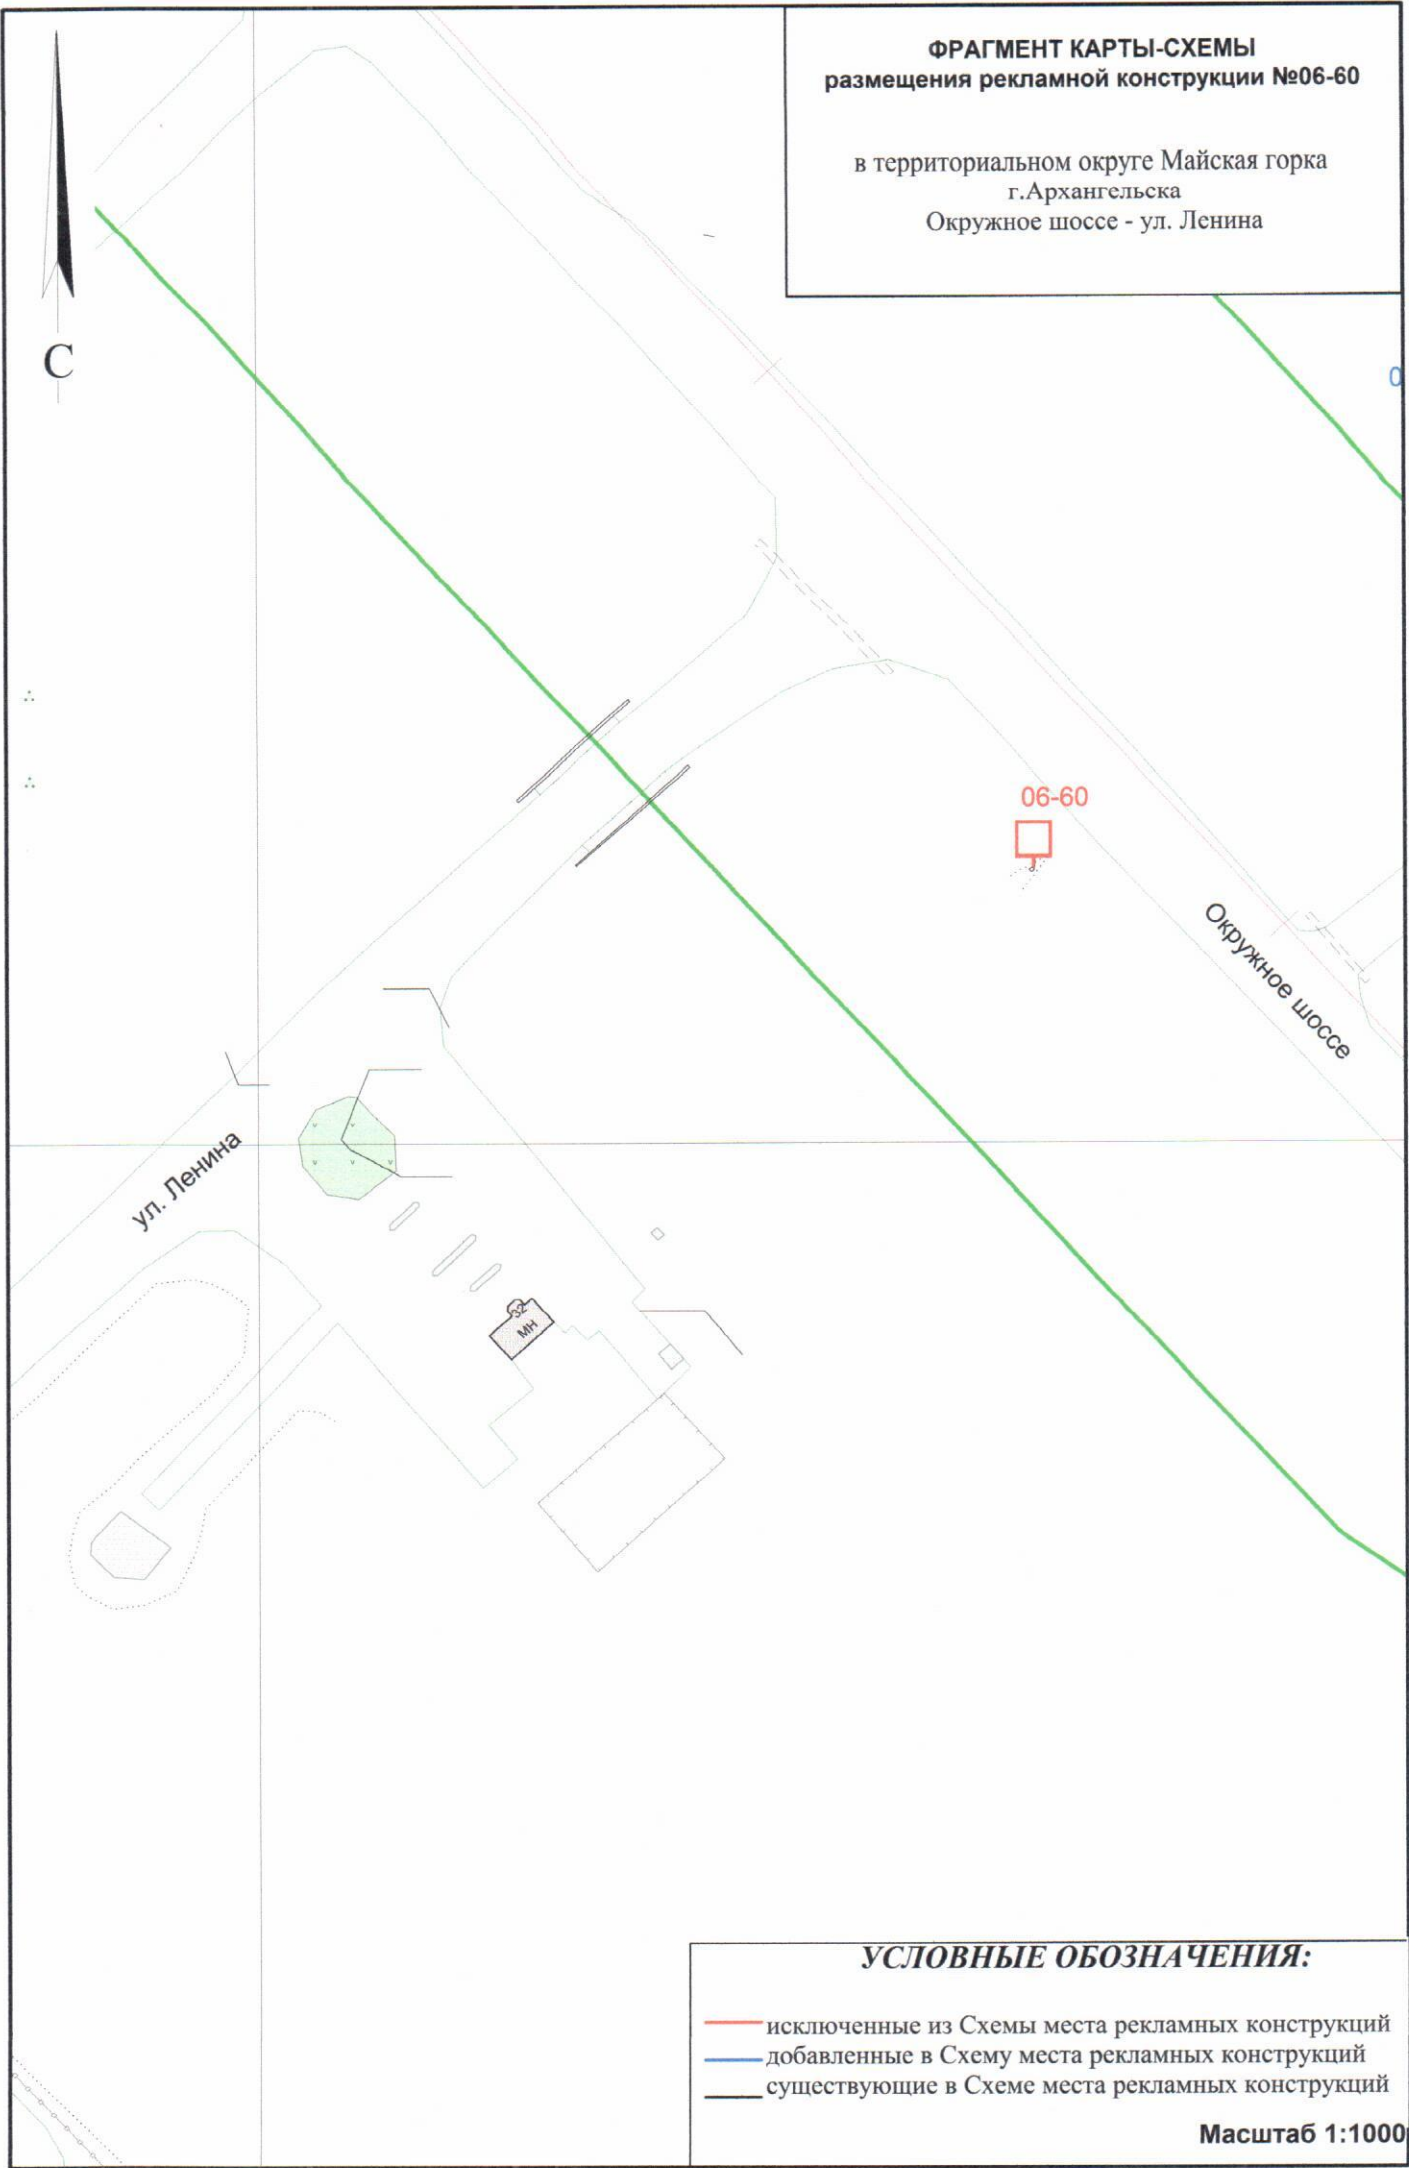 ФРАГМЕНТ КАРТЫ-СХЕМЫ
размещения рекламной конструкции №06-60
в территориальном округе Майская горка
г.Архангельска
Окружное шоссе - ул. Ленина
С
0
06-60
Окружное шоссе
ул. Ленина
32
МН
УСЛОВНЫЕ ОБОЗНАЧЕНИЯ:
исключенные из Схемы места рекламных конструкций
добавленные в Схему места рекламных конструкций
существующие в Схеме места рекламных конструкций
Масштаб 1:1000